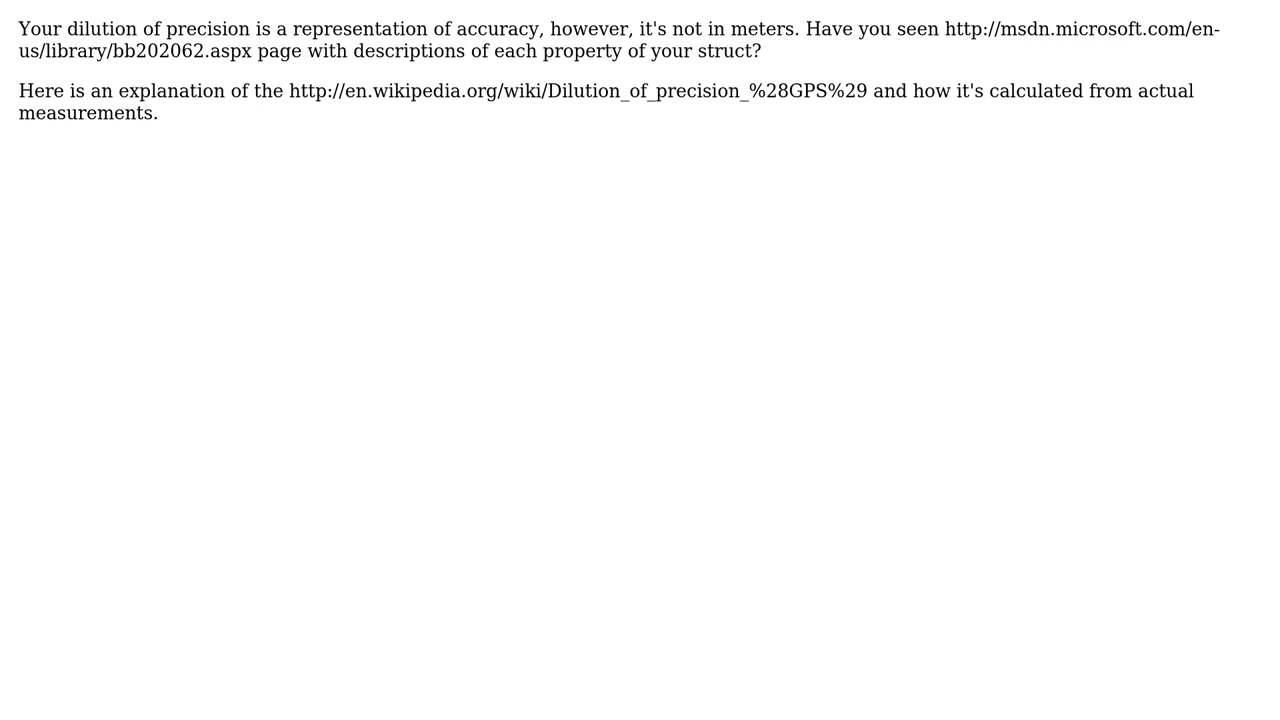 Your dilution of precision is a representation of accuracy, however, it's not in meters. Have you seen http://msdn.microsoft.com/en-
us/library/bb202062.aspx page with descriptions of each property of your struct?
Here is an explanation of the http://en.wikipedia.org/wiki/Dilution_of_precision_%28GPS%29 and how it's calculated from actual
measurements.